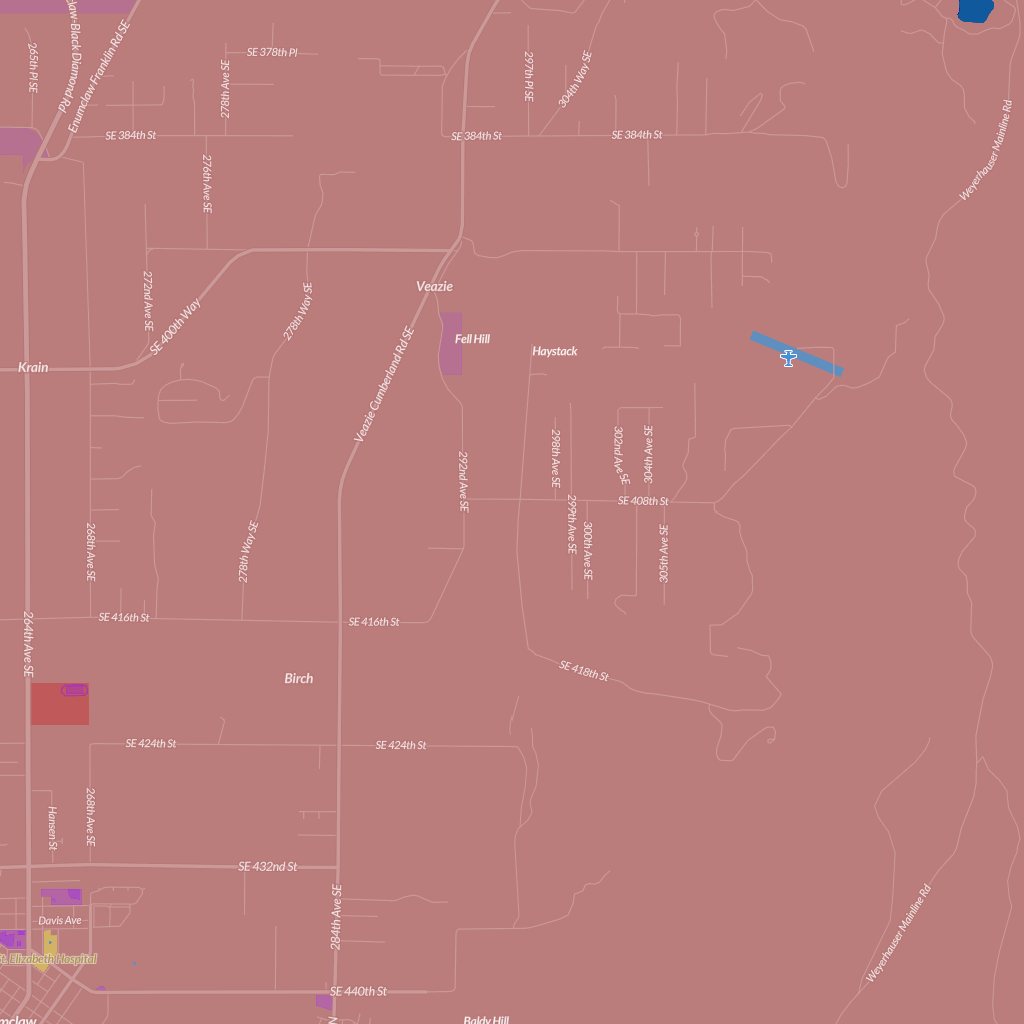 Enumclaw-Black Diamond Rd SE
Enumclaw Franklin Rd SE
265th Pl SE
SE 378th Pl
278th Ave SE
297th Pl SE
304th Way SE
SE 384th St
SE 384th St
SE 384th St
Weyerhauser Mainline Rd
276th Ave SE
272nd Ave SE
SE 400th Way
278th Way SE
Veazie
Fell Hill
Haystack
Krain
Veazie Cumberland Rd SE
292nd Ave SE
298th Ave SE
299th Ave SE
300th Ave SE
302nd Ave SE
304th Ave SE
SE 408th St
305th Ave SE
268th Ave SE
278th Way SE
264th Ave SE
SE 416th St
SE 416th St
SE 418th St
Birch
SE 424th St
SE 424th St
268th Ave SE
Hansen St
SE 432nd St
284th Ave SE
Davis Ave
St. Elizabeth Hospital
Weyerhauser Mainline Rd
SE 440th St
mclaw
N
Baldy Hill